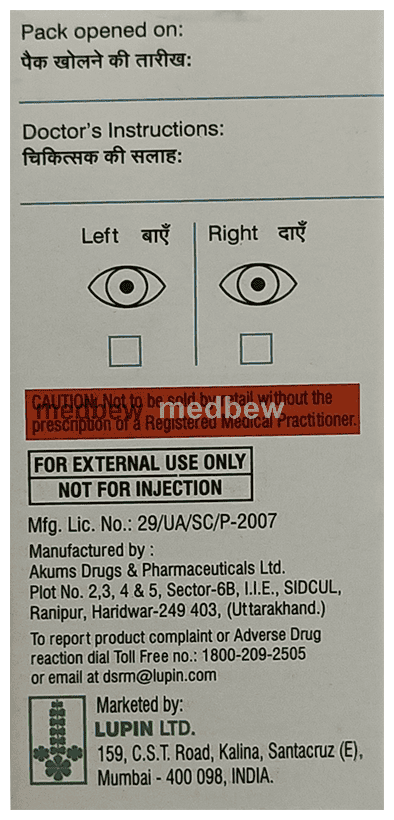 Pack opened on:
पैक खोलने की तारीख:
Doctor's Instructions:
चिकित्सक की सलाह:
Left बाएँ Right दाएँ
CAUTION: Not to be sold by retail without the
medbew medbew
prescription of a Registered Medical Practitioner.
FOR EXTERNAL USE ONLY
NOT FOR INJECTION
Mfg. Lic. No.: 29/UA/SC/P-2007
Manufactured by :
Akums Drugs & Pharmaceuticals Ltd.
Plot No. 2,3, 4 & 5, Sector-6B, I.I.E., SIDCUL,
Ranipur, Haridwar-249 403, (Uttarakhand.)
To report product complaint or Adverse Drug
reaction dial Toll Free no.: 1800-209-2505
or email at dsrm@lupin.com
Marketed by:
LUPIN LTD.
159, C.S.T. Road, Kalina, Santacruz (E),
Mumbai - 400 098, INDIA.